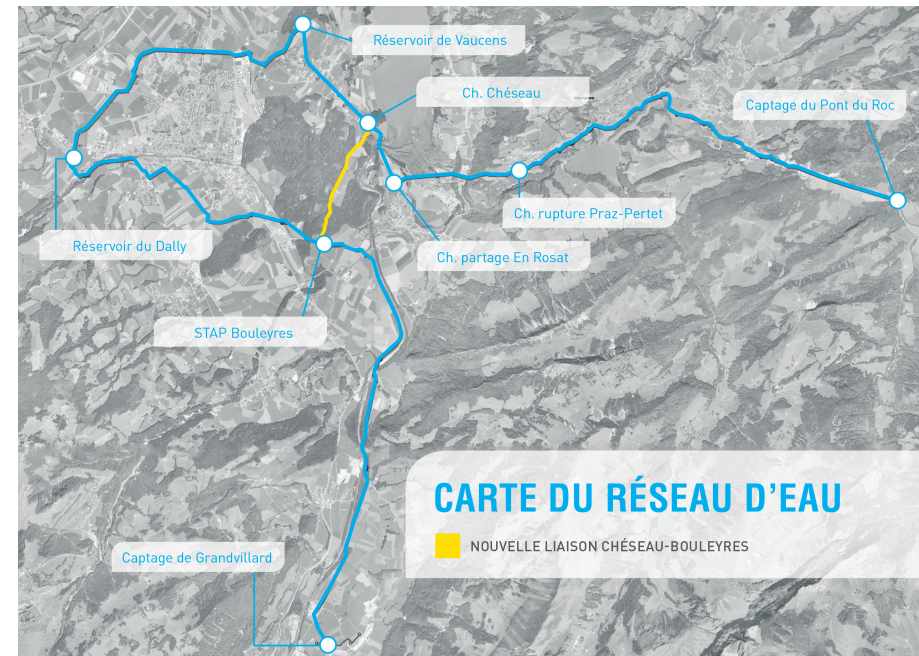 Réservoir de Vaucens
Ch. Chéseau
Captage du Pont du Roc
Ch. rupture Praz-Pertet
Réservoir du Dally
Ch. partage En Rosat
STAP Bouleyres
CARTE DU RÉSEAU D'EAU
NOUVELLE LIAISON CHÉSEAU-BOULEYRES
Captage de Grandvillard